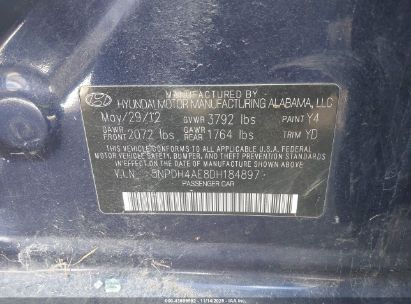 MANUFACTURED BY
HYUNDAI MOTOR MANUFACTURING ALABAMA, LLC
May/29/12 GVWR 3792 lbs PAINT Y4
GAWR FRONT 2072 lbs GAWR REAR 1764 lbs TRIM YD
THIS VEHICLE CONFORMS TO ALL APPLICABLE U.S.A. FEDERAL
MOTOR VEHICLE SAFETY, BUMPER, AND THEFT PREVENTION
STANDARDS IN EFFECT ON THE DATE OF MANUFACTURE
SHOWN ABOVE.
V.I.N. 5NPDH4AE8DH184897
PASSENGER CAR